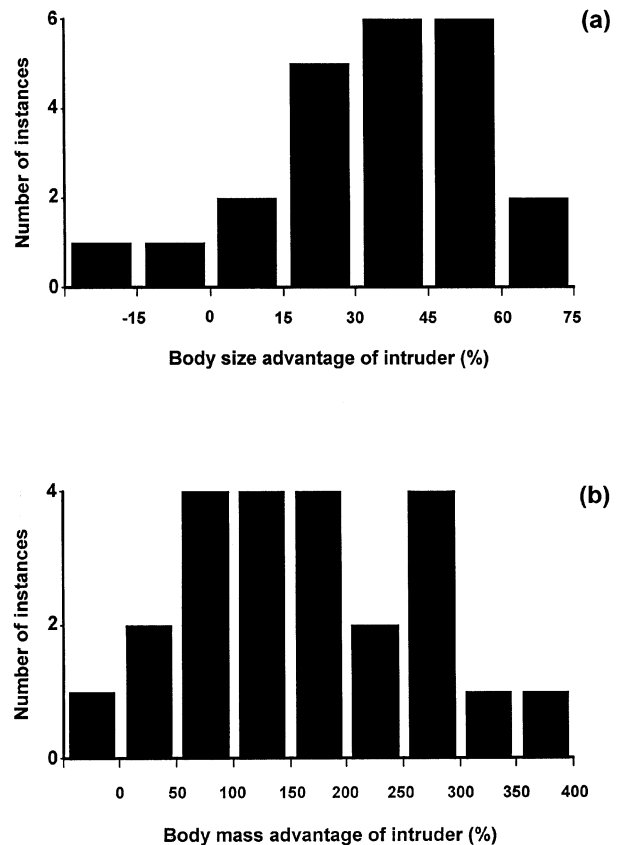 (a)
6
4
2
0
Number of instances
-15 0 15 30 45 60 75
Body size advantage of intruder (%)
(b)
4
2
0
Number of instances
0 50 100 150 200 250 300 350 400
Body mass advantage of intruder (%)